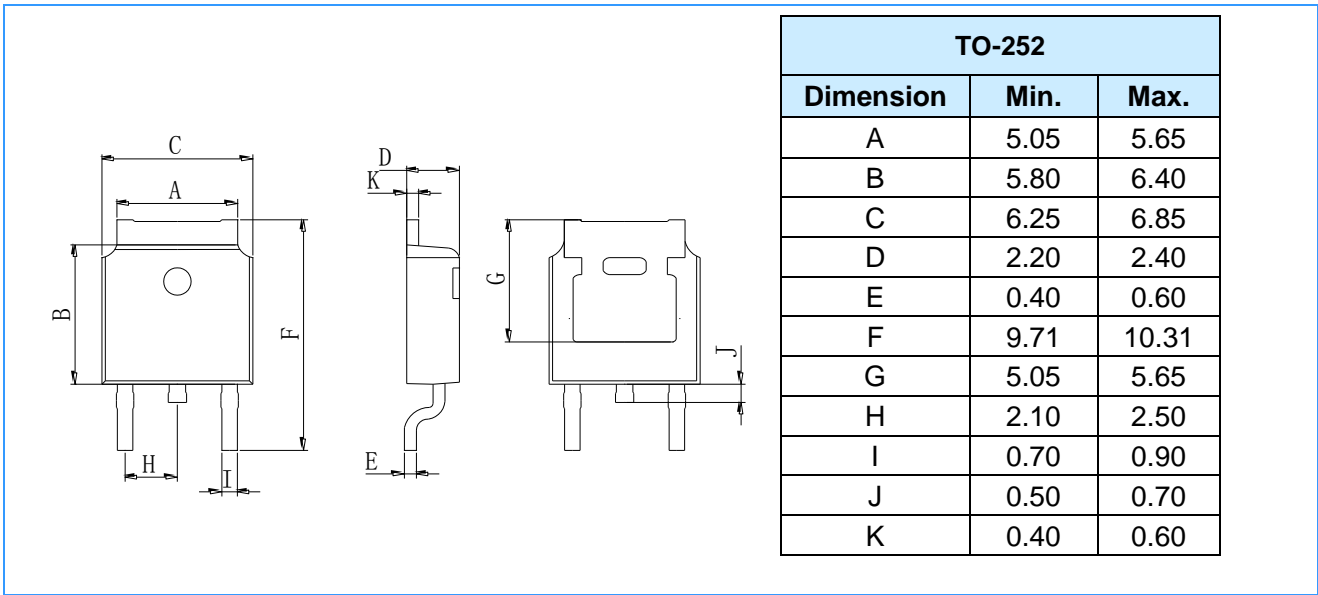 C
A
B
F
H
I
D
K
E
G
J
TO-252
Dimension Min. Max.
A 5.05 5.65
B 5.80 6.40
C 6.25 6.85
D 2.20 2.40
E 0.40 0.60
F 9.71 10.31
G 5.05 5.65
H 2.10 2.50
I 0.70 0.90
J 0.50 0.70
K 0.40 0.60